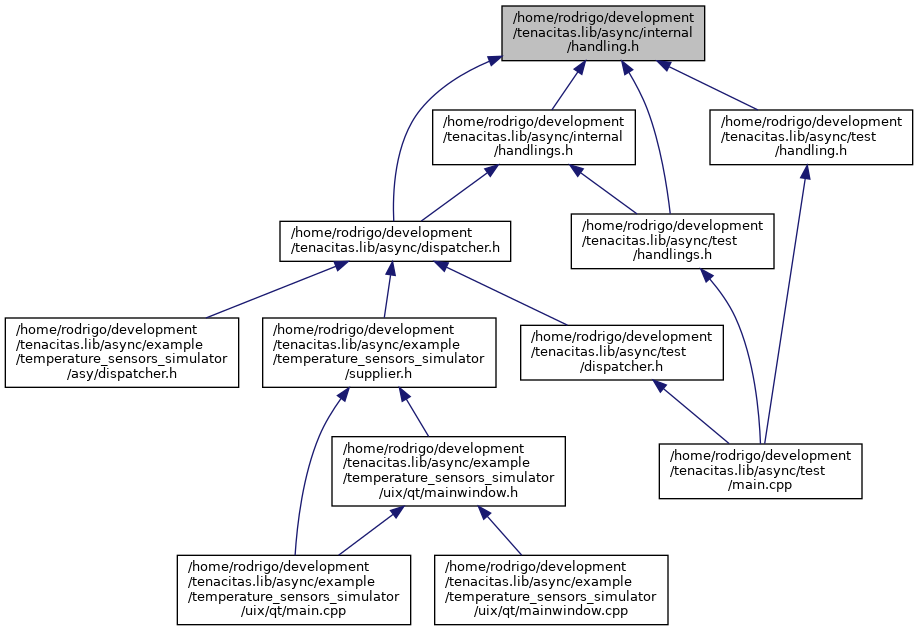 /home/rodrigo/development
/tenacitas.lib/async/internal
/handling.h
/home/rodrigo/development
/tenacitas.lib/async/internal
/handlings.h
/home/rodrigo/development
/tenacitas.lib/async/test
/handling.h
/home/rodrigo/development
/tenacitas.lib/async/dispatcher.h
/home/rodrigo/development
/tenacitas.lib/async/test
/handlings.h
/home/rodrigo/development
/tenacitas.lib/async/example
/temperature_sensors_simulator
/asy/dispatcher.h
/home/rodrigo/development
/tenacitas.lib/async/example
/temperature_sensors_simulator
/supplier.h
/home/rodrigo/development
/tenacitas.lib/async/test
/dispatcher.h
/home/rodrigo/development
/tenacitas.lib/async/example
/temperature_sensors_simulator
/uix/qt/mainwindow.h
/home/rodrigo/development
/tenacitas.lib/async/test
/main.cpp
/home/rodrigo/development
/tenacitas.lib/async/example
/temperature_sensors_simulator
/uix/qt/main.cpp
/home/rodrigo/development
/tenacitas.lib/async/example
/temperature_sensors_simulator
/uix/qt/mainwindow.cpp